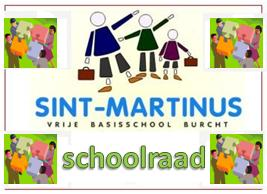 SINT-MARTINUS
VRIJE BASISSCHOOL BURCHT
schoolraad